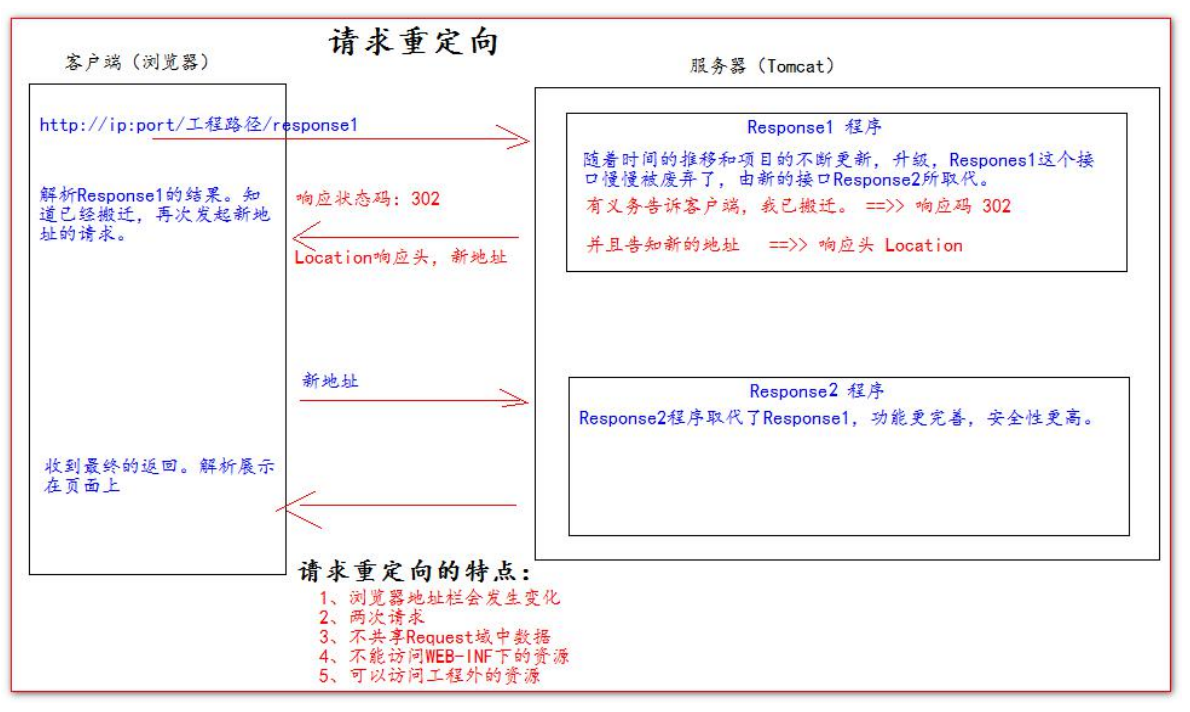 请求重定向
客户端（浏览器）
服务器（Tomcat）
http://ip:port/工程路径/response1
Response1 程序
随着时间的推移和项目的不断更新，升级，Respones1这个接
口慢慢被废弃了，由新的接口Response2所取代。
有义务告诉客户端，我已搬迁。 ==>> 响应码 302
并且告知新的地址 ==>> 响应头 Location
解析Response1的结果。知
道已经搬迁，再次发起新地
址的请求。
响应状态码：302
Location响应头，新地址
新地址
Response2 程序
Response2程序取代了Response1，功能更完善，安全性更高。
收到最终的返回。解析展示
在页面上
请求重定向的特点：
1、浏览器地址栏会发生变化
2、两次请求
3、不共享Request域中数据
4、不能访问WEB-INF下的资源
5、可以访问工程外的资源